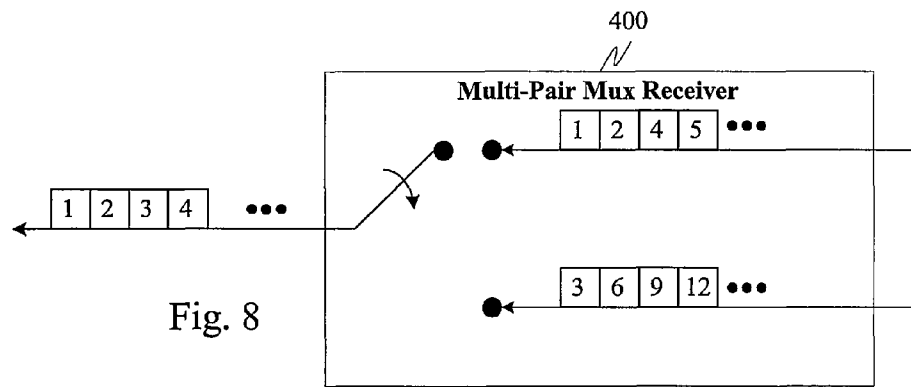 400
Multi-Pair Mux Receiver
1 2 4 5 •••
1 2 3 4 •••
3 6 9 12 •••
Fig. 8